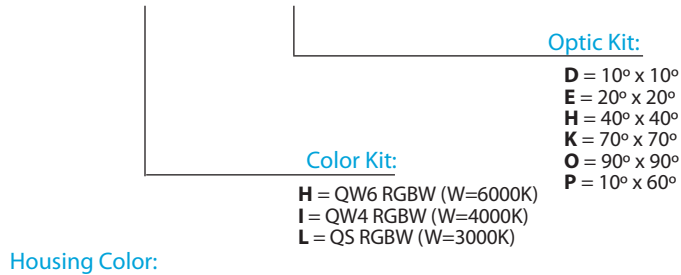 Optic Kit:
D = 10º x 10º
E = 20º x 20º
H = 40º x 40º
K = 70º x 70º
O = 90º x 90º
P = 10º x 60º
Color Kit:
H = QW6 RGBW (W=6000K)
I = QW4 RGBW (W=4000K)
L = QS RGBW (W=3000K)
Housing Color: